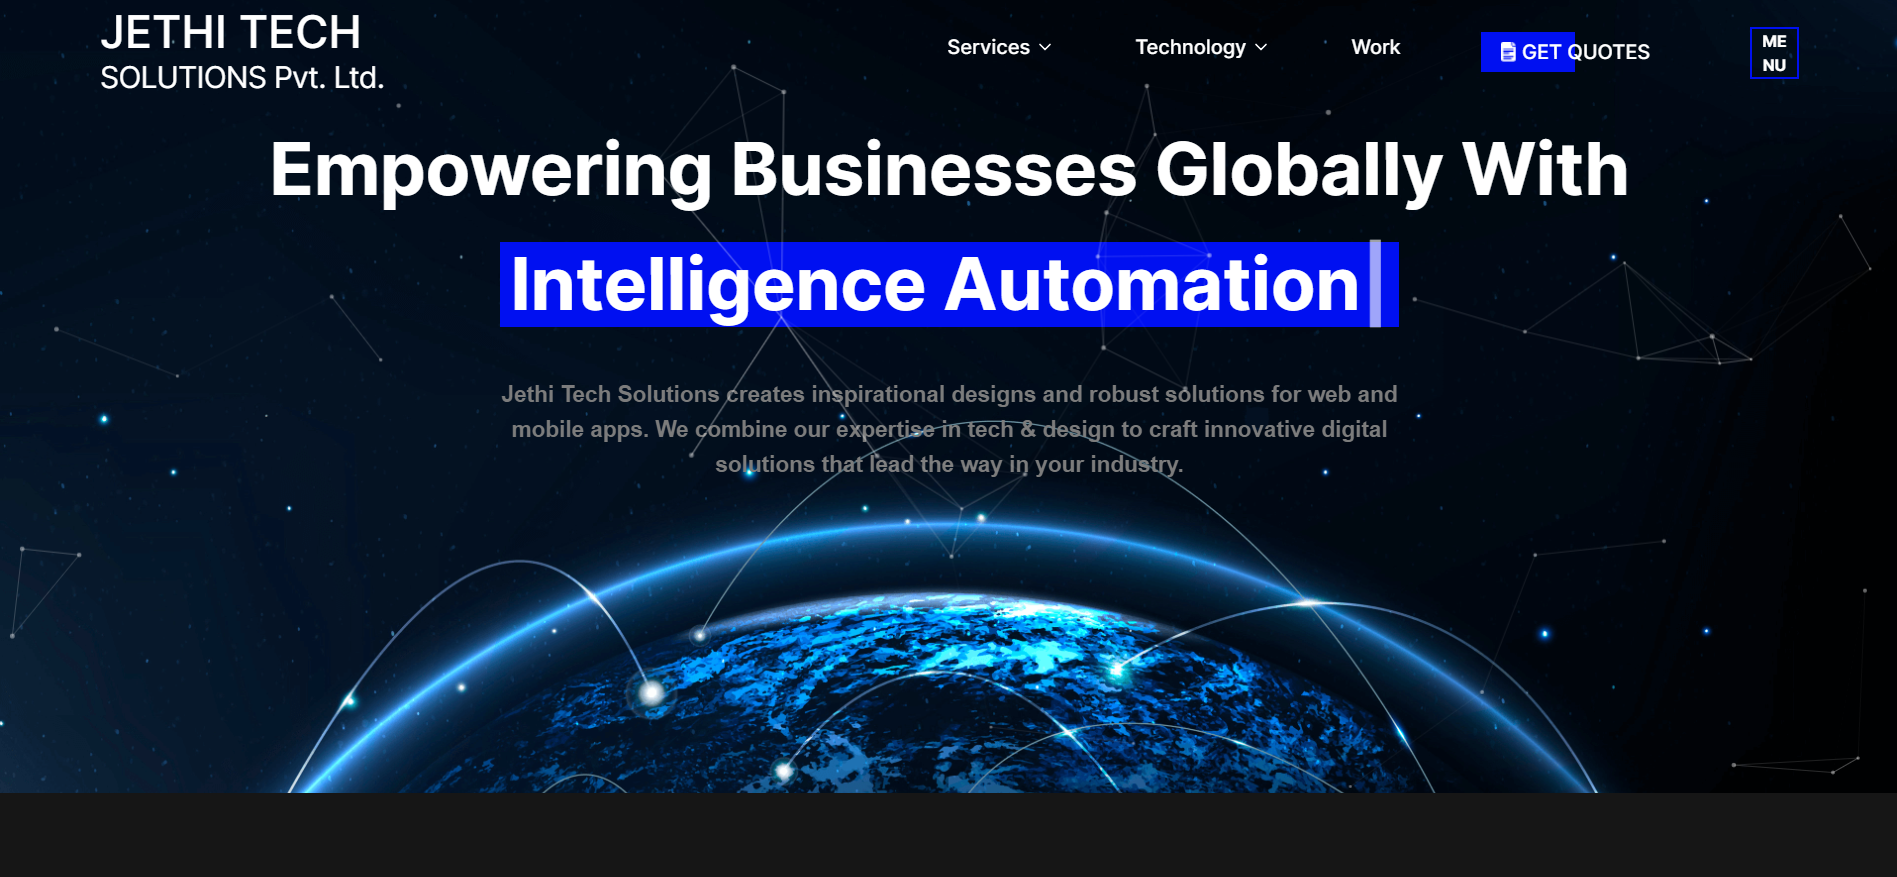 JETHI TECH
SOLUTIONS Pvt. Ltd.
Services
Technology
Work
GET QUOTES
ME
NU
Empowering Businesses Globally With
Intelligence Automation
Jethi Tech Solutions creates inspirational designs and robust solutions for web and
mobile apps. We combine our expertise in tech & design to craft innovative digital
solutions that lead the way in your industry.